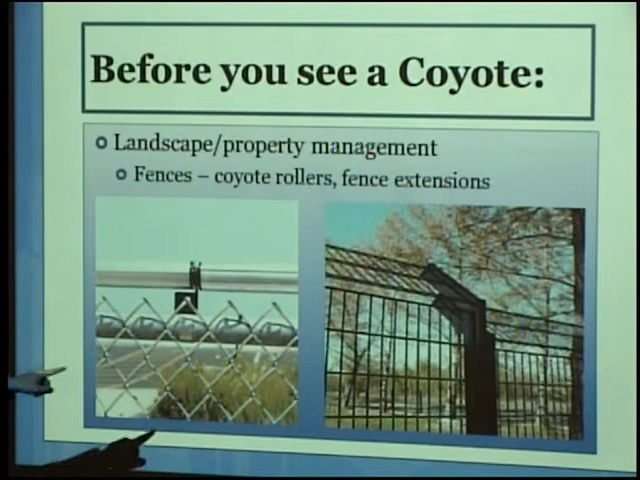 Before you see a Coyote:
Landscape/property management
Fences – coyote rollers, fence extensions